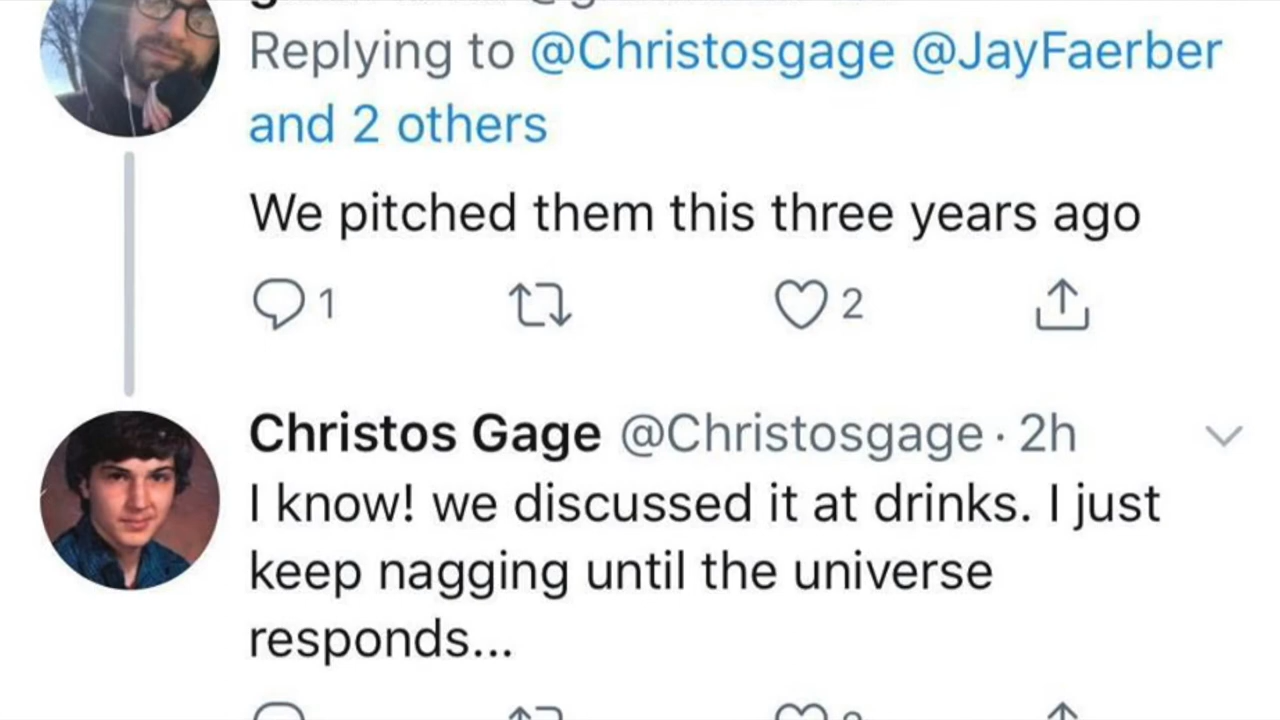 Replying to @Christosgage @JayFaerber
and 2 others
We pitched them this three years ago
1 2
Christos Gage @Christosgage · 2h
I know! we discussed it at drinks. I just
keep nagging until the universe
responds...